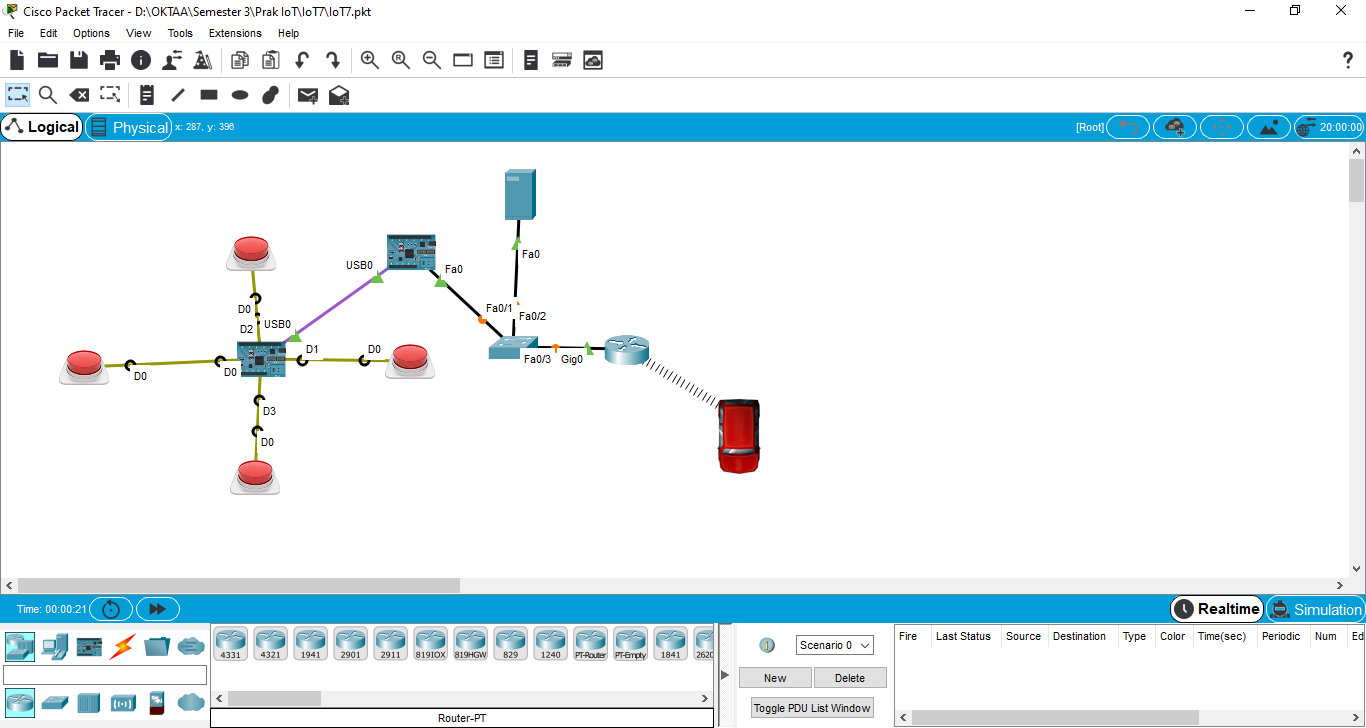 Cisco Packet Tracer - D:\OKTAA\Semester 3\Prak IoT\IoT7\IoT7.pkt
File Edit Options View Tools Extensions Help
Logical Physical x: 287, y: 396 [Root] 20:00:00
Fa0
USB0 Fa0
D0 USB0 Fa0/1
Fa0/2
D2
D1 D0
Fa0/3 Gig0
D0 D0
D3
D0
Time: 00:00:21 Realtime Simulation
4331 4321 1941 2901 2911 819IOX 819HGW 829 1240 PT-Router PT-Empty 1841 2620
Scenario 0
New Delete
Toggle PDU List Window
Fire Last Status Source Destination Type Color Time(sec) Periodic Num Ed
Router-PT